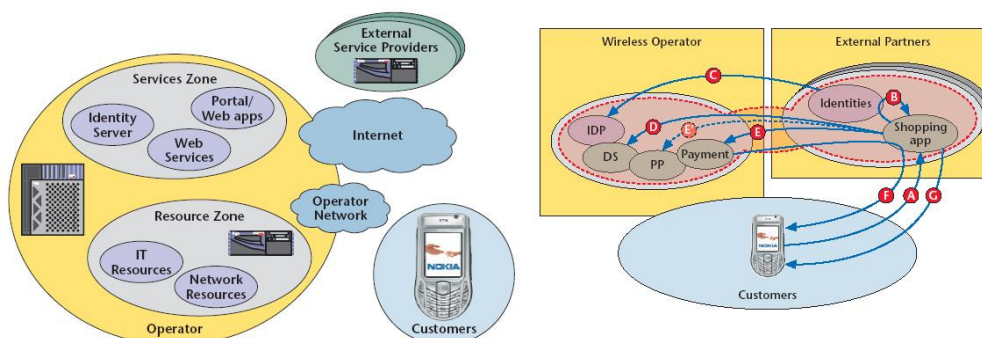 External
Service Providers
Services Zone
Portal/
Web apps
Identity
Server
Web
Services
Internet
Operator
Network
Resource Zone
IT
Resources
Network
Resources
NOKIA
Operator
Customers
Wireless Operator
External Partners
C
B
Identities
IDP
D
E
E
Shopping
app
DS
PP
Payment
F
A
G
NOKIA
Customers